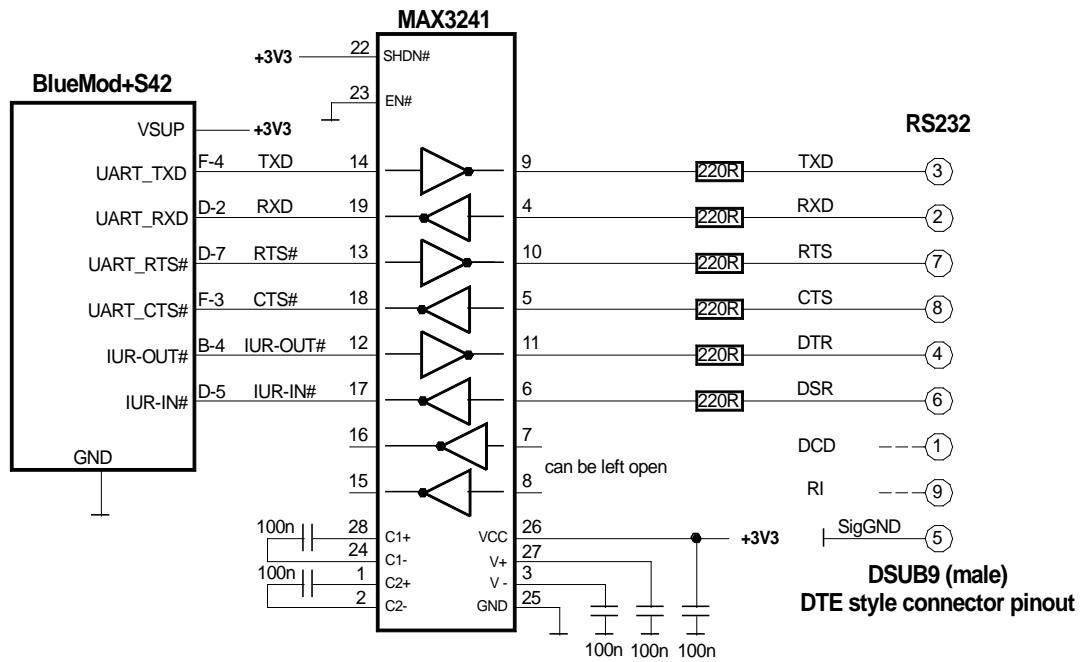 MAX3241
+3V3 22 SHDN#
BlueMod+S42
23 EN#
RS232
VSUP +3V3
UART_TXD F-4 TXD 14 9 220R TXD 3
UART_RXD D-2 RXD 19 4 220R RXD 2
UART_RTS# D-7 RTS# 13 10 220R RTS 7
UART_CTS# F-3 CTS# 18 5 220R CTS 8
IUR-OUT# B-4 IUR-OUT# 12 11 220R DTR 4
IUR-IN# D-5 IUR-IN# 17 6 220R DSR 6
16 7 DCD 1
GND
can be left open
15 8 RI 9
100n 28 C1+ VCC 26 +3V3 SigGND 5
24 C1- V+ 27
100n 1 C2+ V - 3
2 C2- GND 25
DSUB9 (male)
DTE style connector pinout
100n 100n 100n